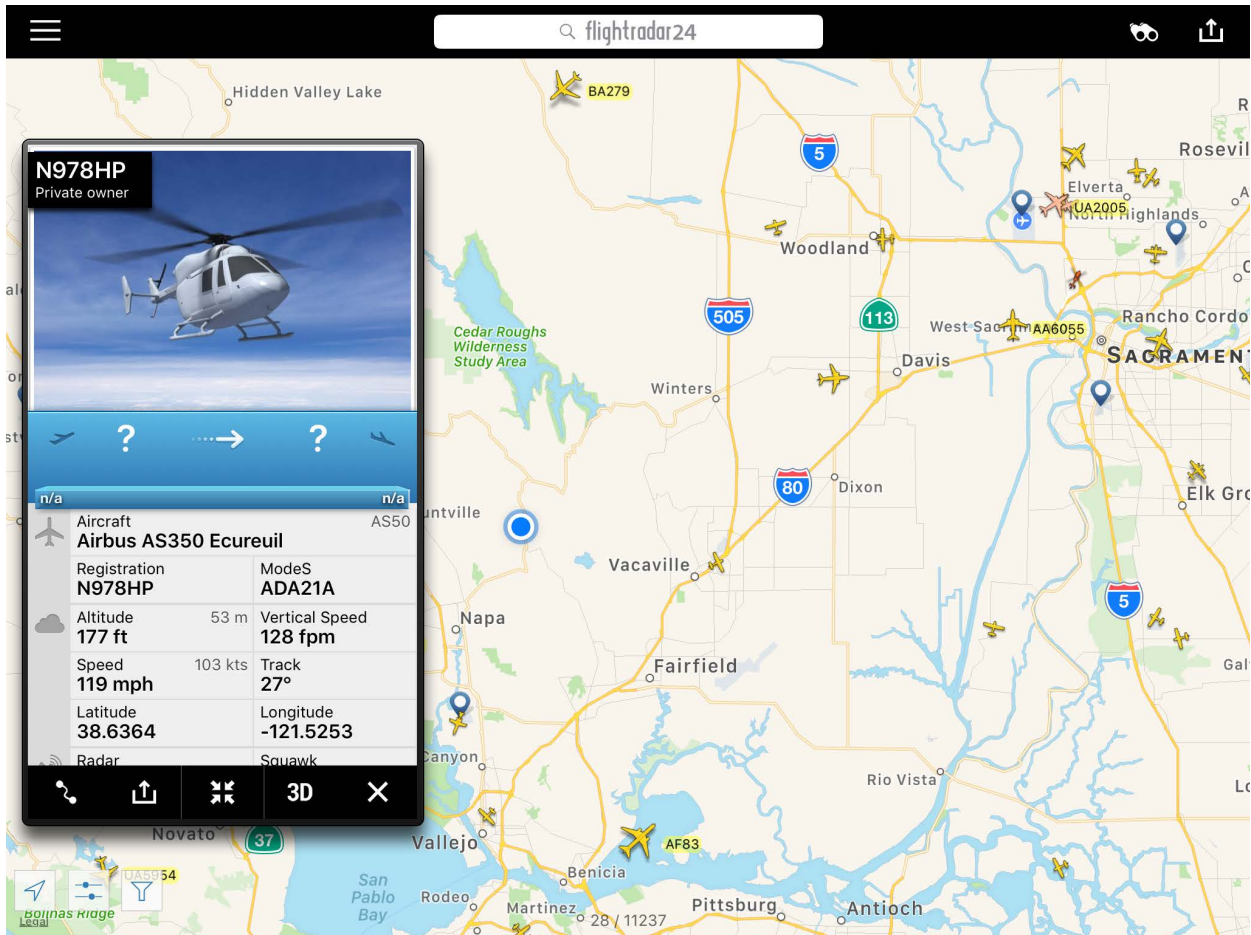 flightradar24
Hidden Valley Lake
BA279
5
Rosevil
Elverta
UA2005
North Highlands
Woodland
N978HP
Private owner
505
113
West Sac
AA6055
Rancho Cordo
SACRAMENT
Cedar Roughs
Wilderness
Study Area
Davis
Winters
? ?
n/a n/a
80
Dixon
Elk Gro
untville
Aircraft AS50
Airbus AS350 Ecureuil
Registration ModeS
N978HP ADA21A
Altitude 53 m Vertical Speed
177 ft 128 fpm
Speed 103 kts Track
119 mph 27°
Latitude Longitude
38.6364 -121.5253
Radar Squawk
3D
Vacaville
5
Napa
Fairfield
Gal
Canyon
Rio Vista
Novato
37
Vallejo
AF83
UA5954
Benicia
San
Pablo
Bay
Rodeo
Martinez
28 / 11237
Pittsburg
Antioch
Bolinas Ridge
Legal